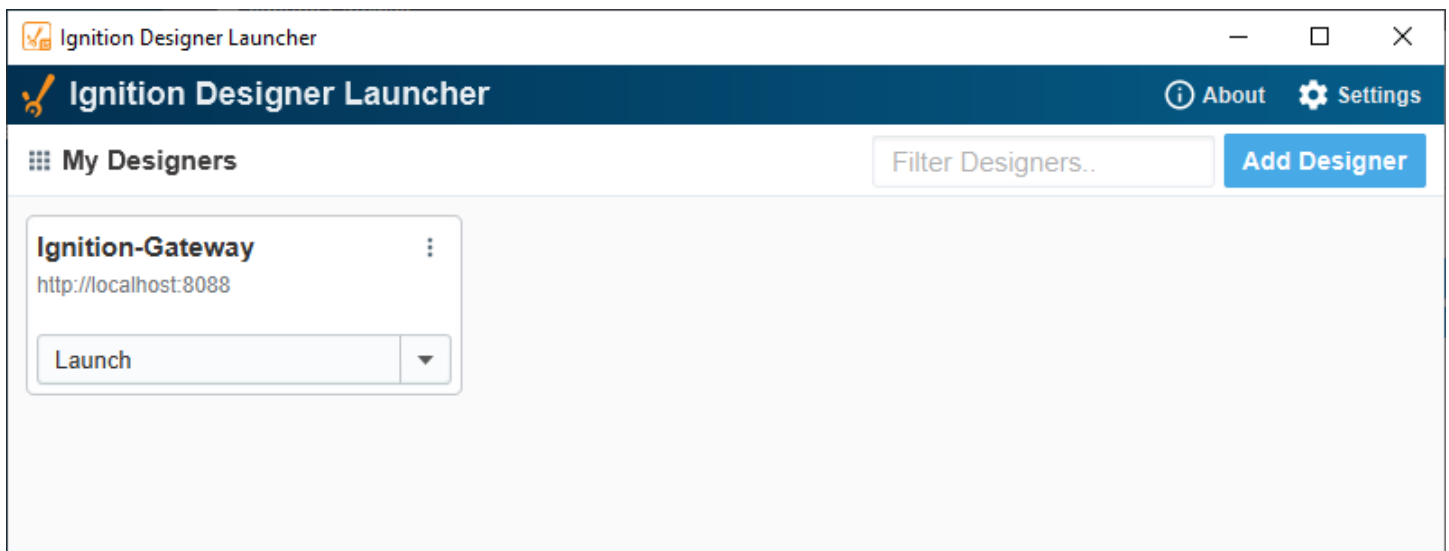 Ignition Designer Launcher
Ignition Designer Launcher
About
Settings
My Designers
Filter Designers..
Add Designer
Ignition-Gateway
http://localhost:8088
Launch